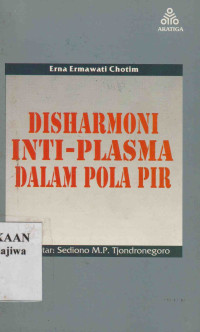 AKATIGA
Erna Ermawati Chotim
DISHARMONI
INTI-PLASMA
DALAM POLA PIR
KAAN
ajiwa
tar: Sediono M.P. Tjondronegoro